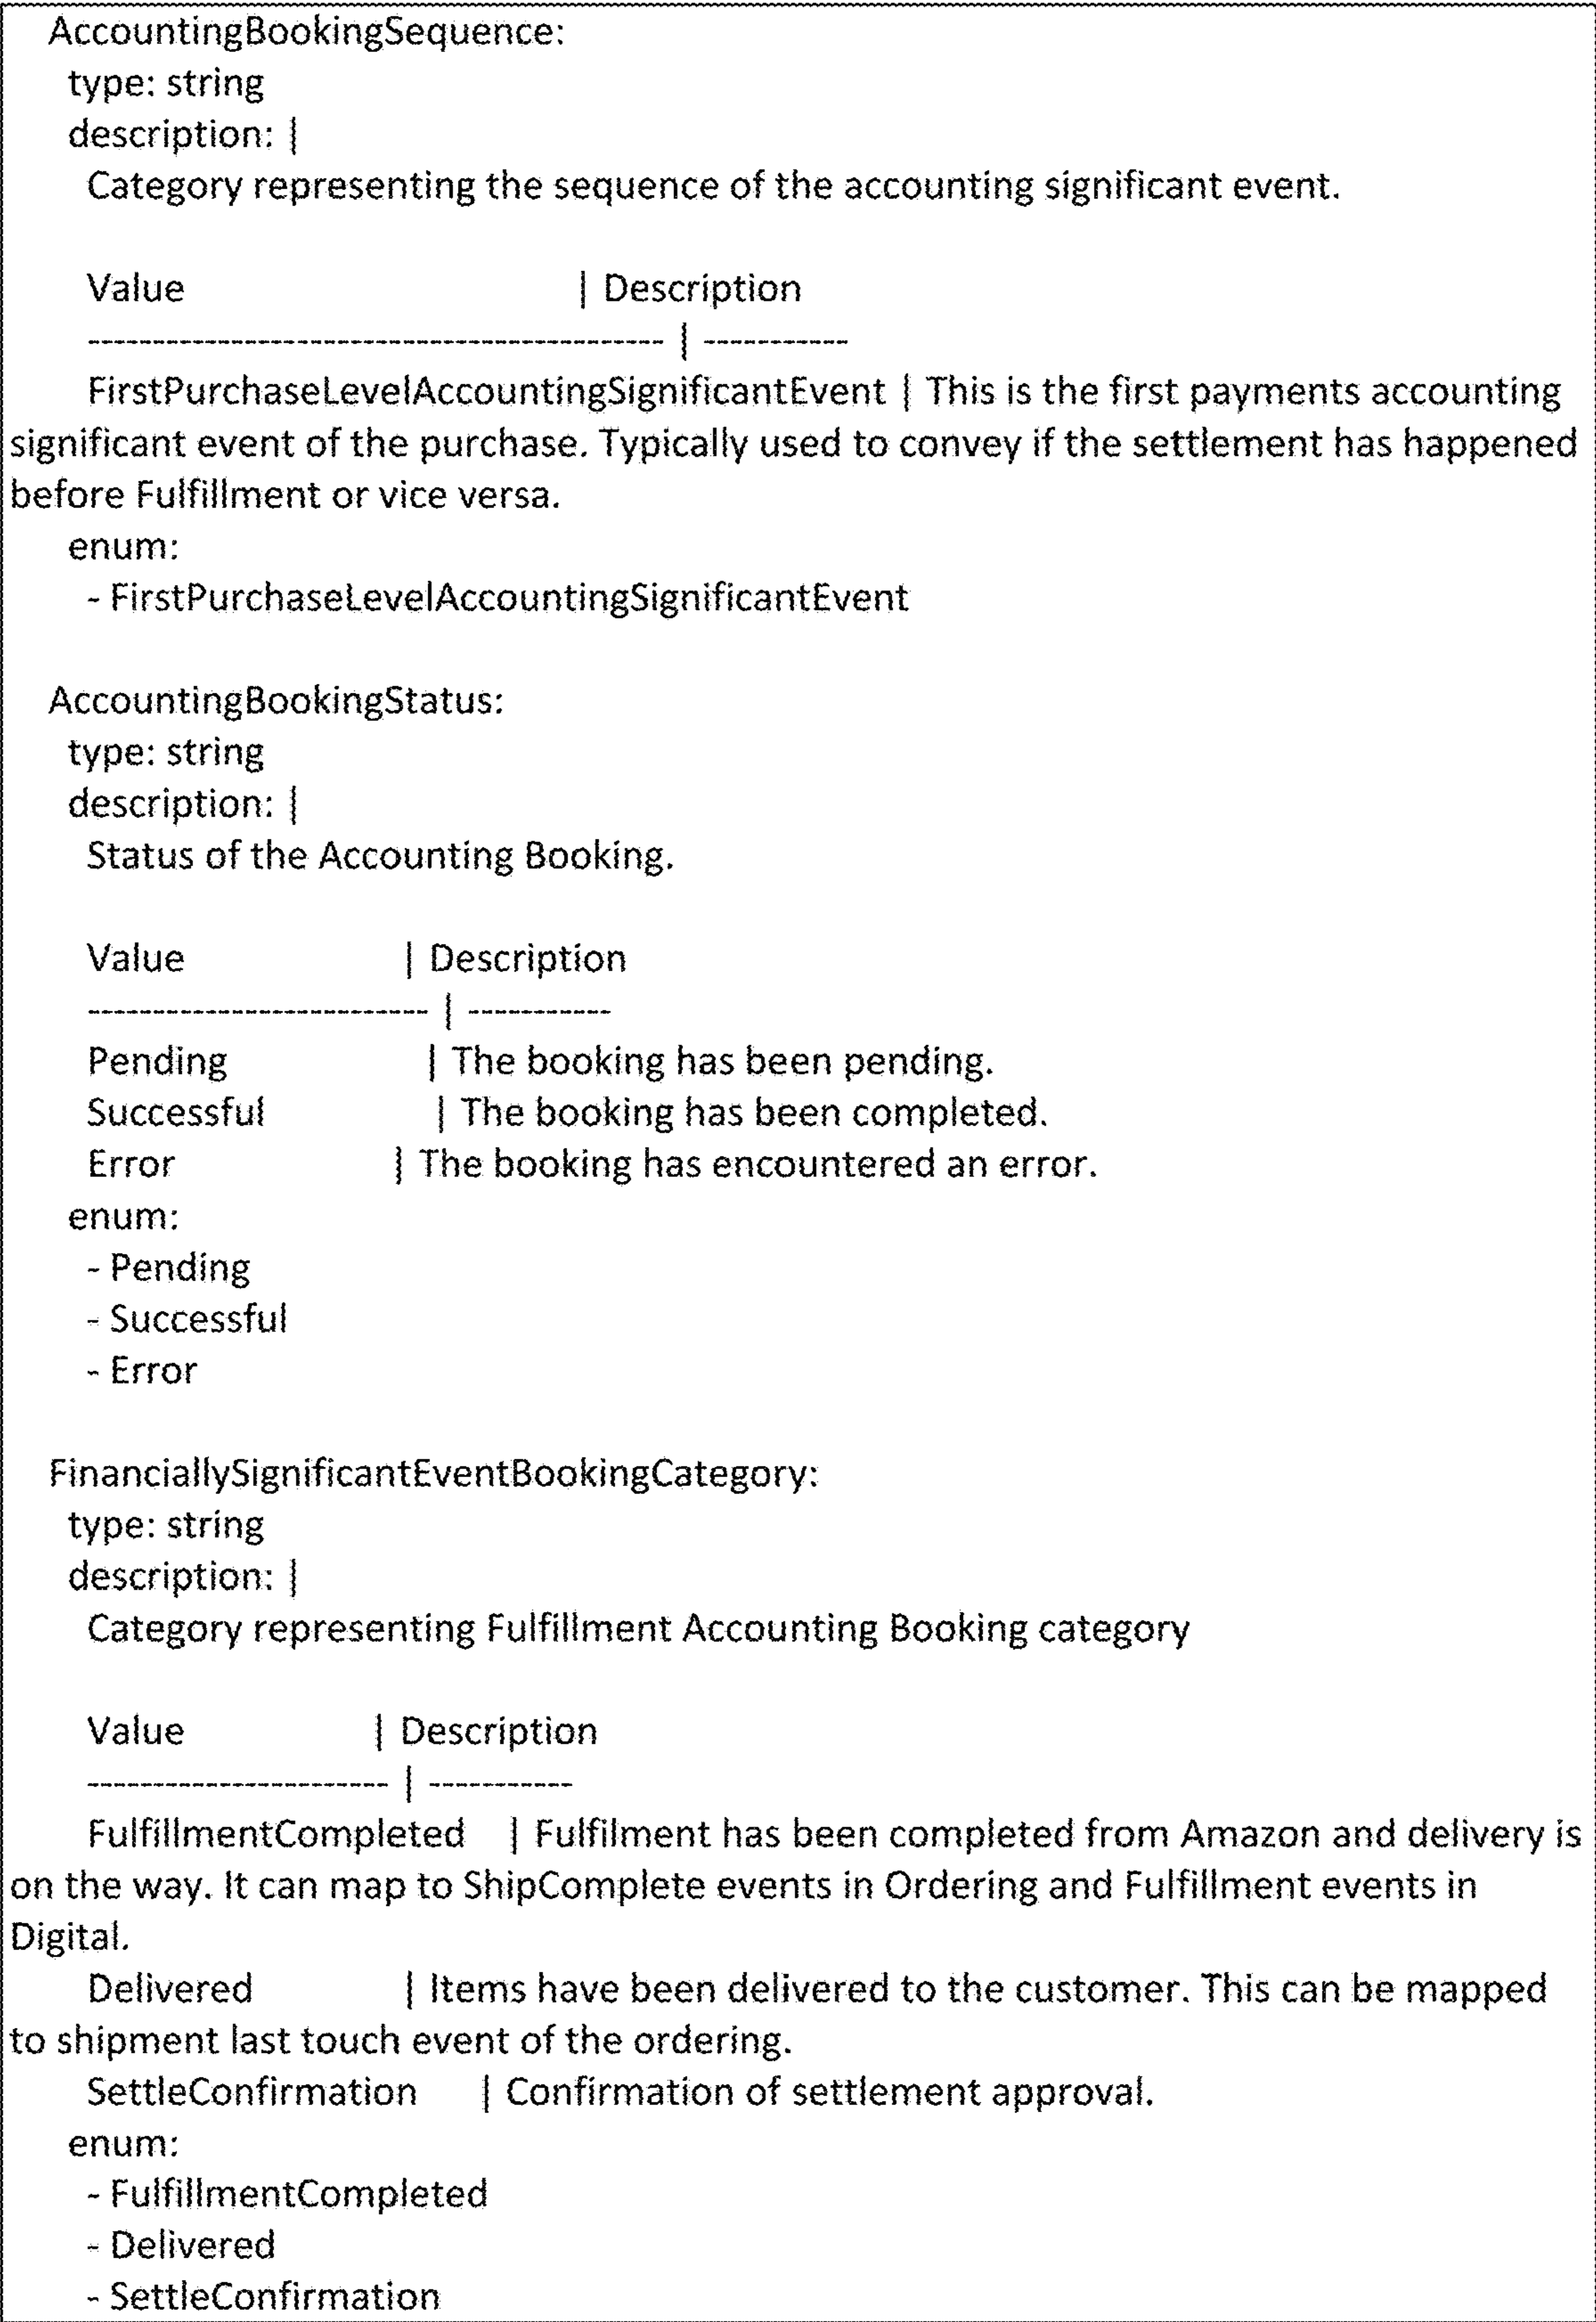 AccountingBookingSequence:
type: string
description: |
Category representing the sequence of the accounting significant event.
Value | Description
-------------------------------------------- | -----------
FirstPurchaseLevelAccountingSignificantEvent | This is the first payments accounting
significant event of the purchase. Typically used to convey if the settlement has happened
before Fulfillment or vice versa.
enum:
- FirstPurchaseLevelAccountingSignificantEvent
AccountingBookingStatus:
type: string
description: |
Status of the Accounting Booking.
Value | Description
-------------------------- | -----------
Pending | The booking has been pending.
Successful | The booking has been completed.
Error | The booking has encountered an error.
enum:
- Pending
- Successful
- Error
FinanciallySignificantEventBookingCategory:
type: string
description: |
Category representing Fulfillment Accounting Booking category
Value | Description
----------------------- | -----------
FulfillmentCompleted | Fulfilment has been completed from Amazon and delivery is
on the way. It can map to ShipComplete events in Ordering and Fulfillment events in
Digital.
Delivered | Items have been delivered to the customer. This can be mapped
to shipment last touch event of the ordering.
SettleConfirmation | Confirmation of settlement approval.
enum:
- FulfillmentCompleted
- Delivered
- SettleConfirmation